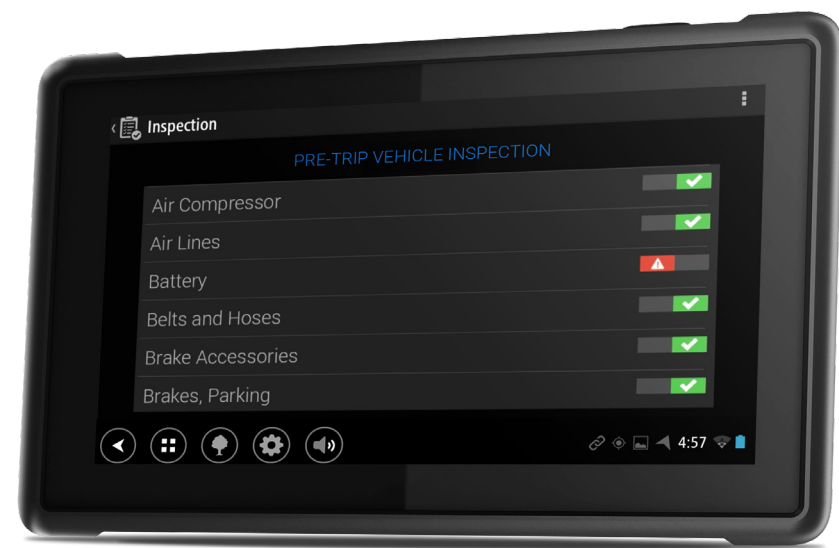 Inspection
PRE-TRIP VEHICLE INSPECTION
Air Compressor
Air Lines
Battery
Belts and Hoses
Brake Accessories
Brakes, Parking
4:57